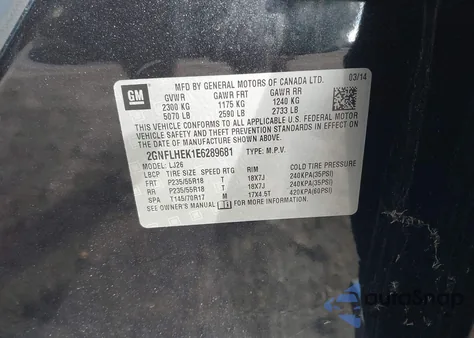 MFD BY GENERAL MOTORS OF CANADA LTD. 03/14
GM
GVWR GAWR FRT GAWR RR
2300 KG 1175 KG 1240 KG
5070 LB 2590 LB 2733 LB
THIS VEHICLE CONFORMS TO ALL APPLICABLE U.S. FEDERAL MOTOR
VEHICLE SAFETY AND THEFT PREVENTION STANDARDS IN EFFECT ON
THE DATE OF MANUFACTURE SHOWN ABOVE.
2GNFLHEK1E6289681 TYPE: M.P.V.
MODEL: LJ26
LBCP TIRE SIZE SPEED RTG RIM COLD TIRE PRESSURE
FRT P235/55R18 T 18X7J 240KPA(35PSI)
RR P235/55R18 T 18X7J 240KPA(35PSI)
SPA T145/70R17 M 17X4.5T 420KPA(60PSI)
SEE OWNER'S MANUAL FOR ADDITIONAL INFORMATION.
AutoSnap